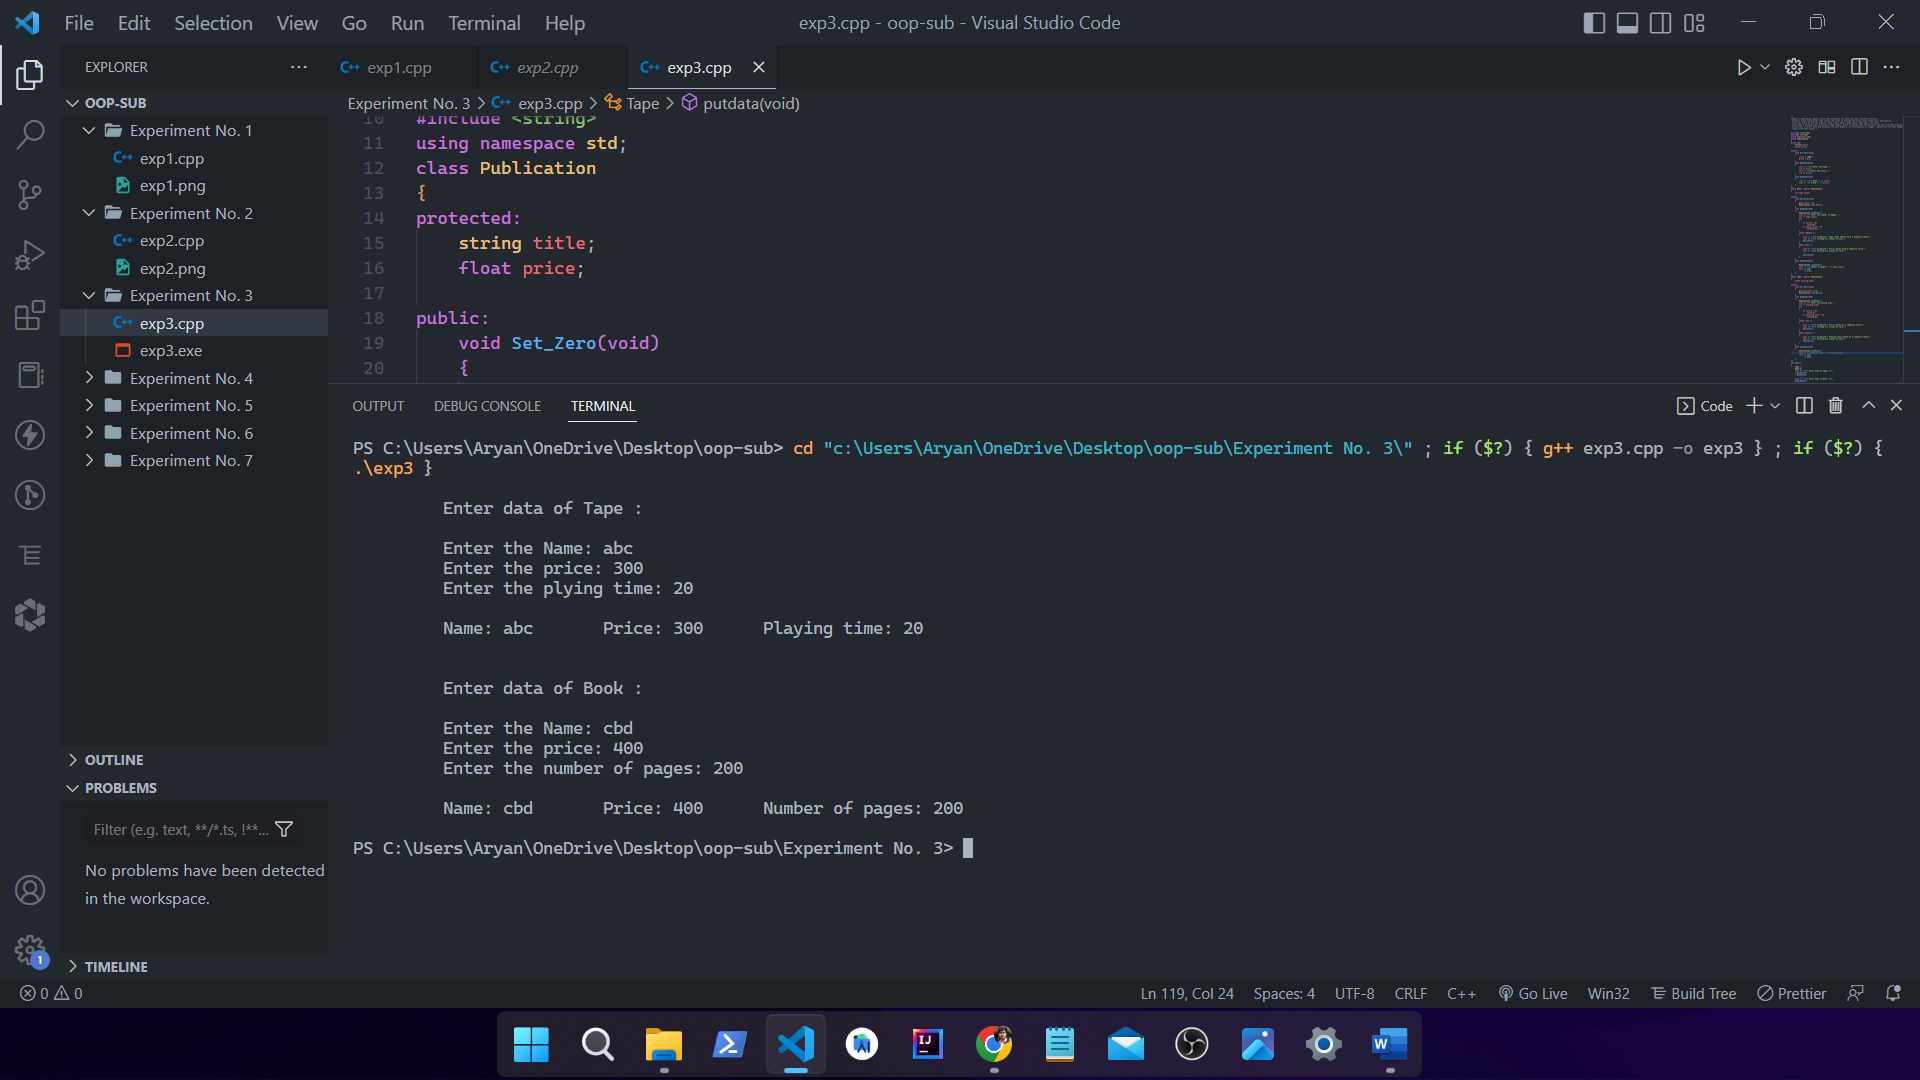 File Edit Selection View Go Run Terminal Help
exp3.cpp - oop-sub - Visual Studio Code
EXPLORER
exp1.cpp
exp2.cpp
exp3.cpp
OOP-SUB
Experiment No. 1
exp1.cpp
exp1.png
Experiment No. 2
exp2.cpp
exp2.png
Experiment No. 3
exp3.cpp
exp3.exe
Experiment No. 4
Experiment No. 5
Experiment No. 6
Experiment No. 7
OUTLINE
PROBLEMS
Filter (e.g. text, **/*.ts, !**...
No problems have been detected
in the workspace.
TIMELINE
Experiment No. 3 > exp3.cpp > Tape > putdata(void)
10 #include <string>
11 using namespace std;
12 class Publication
13 {
14 protected:
15 string title;
16 float price;
17
18 public:
19 void Set_Zero(void)
20 {
OUTPUT DEBUG CONSOLE TERMINAL
Code
PS C:\Users\Aryan\OneDrive\Desktop\oop-sub> cd "c:\Users\Aryan\OneDrive\Desktop\oop-sub\Experiment No. 3\" ; if ($?) { g++ exp3.cpp -o exp3 } ; if ($?) {
.\exp3 }
Enter data of Tape :
Enter the Name: abc
Enter the price: 300
Enter the plying time: 20
Name: abc Price: 300 Playing time: 20
Enter data of Book :
Enter the Name: cbd
Enter the price: 400
Enter the number of pages: 200
Name: cbd Price: 400 Number of pages: 200
PS C:\Users\Aryan\OneDrive\Desktop\oop-sub\Experiment No. 3>
1
0 0
Ln 119, Col 24 Spaces: 4 UTF-8 CRLF C++ Go Live Win32 Build Tree Prettier
IJ
W